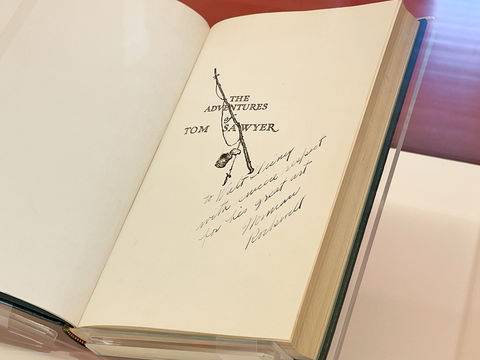 THE
ADVENTURES
of
TOM SAWYER
To Walt Disney
with sincere respect
for his great art
Norman
Rockwell